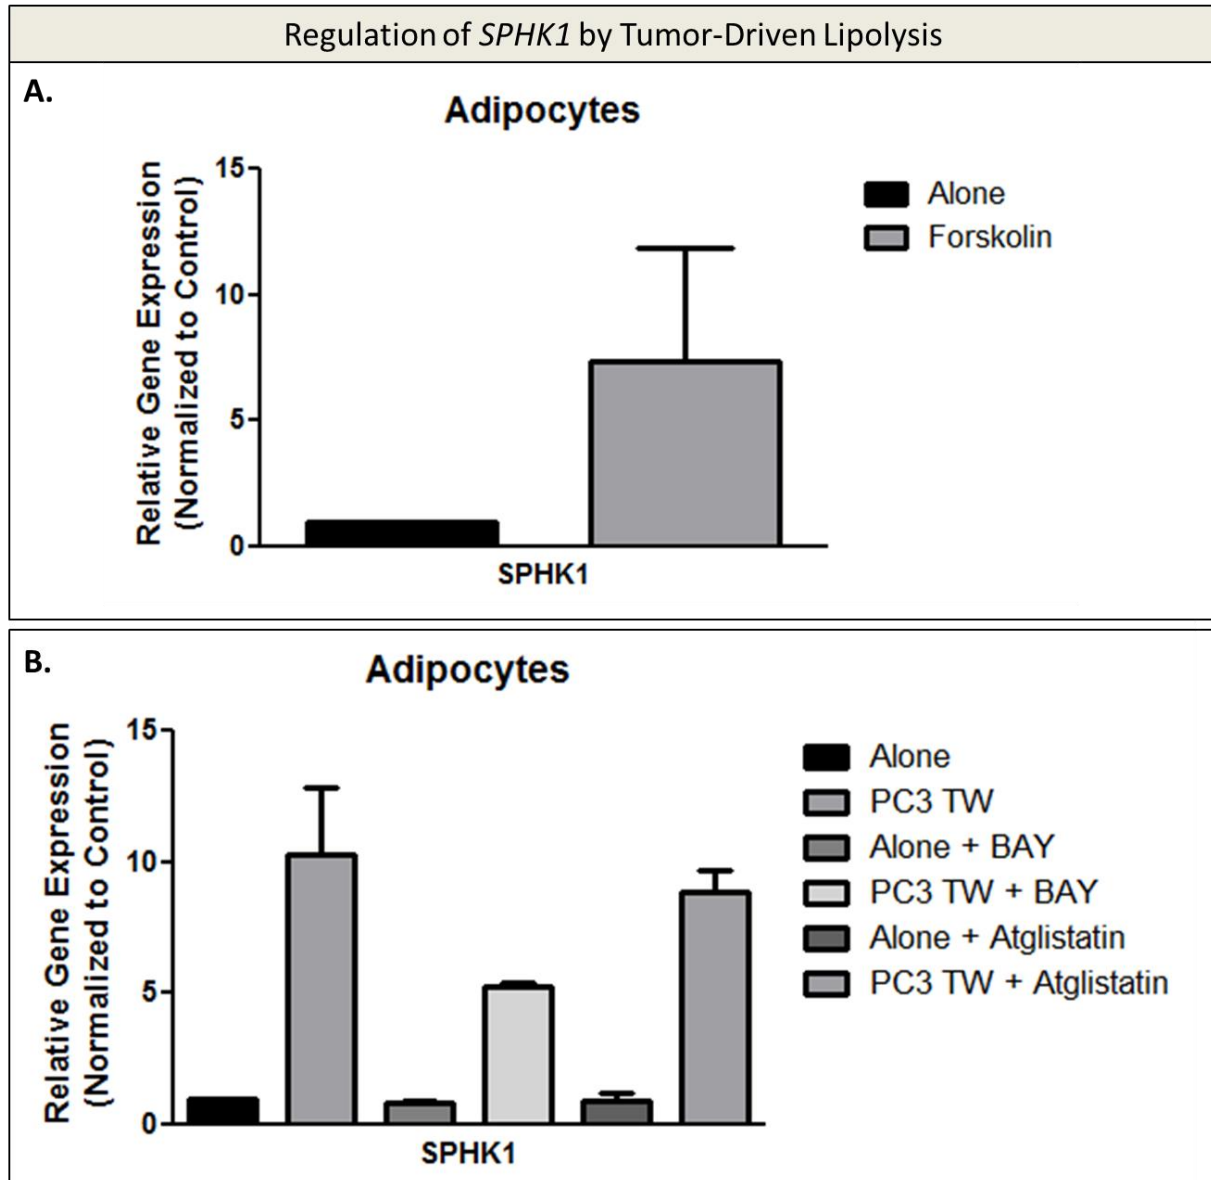 Regulation of SPHK1 by Tumor-Driven Lipolysis
A.
Adipocytes
Relative Gene Expression
(Normalized to Control)
15
10
5
0
SPHK1
Alone
Forskolin
B.
Adipocytes
Relative Gene Expression
(Normalized to Control)
15
10
5
0
SPHK1
Alone
PC3 TW
Alone + BAY
PC3 TW + BAY
Alone + Atglistatin
PC3 TW + Atglistatin